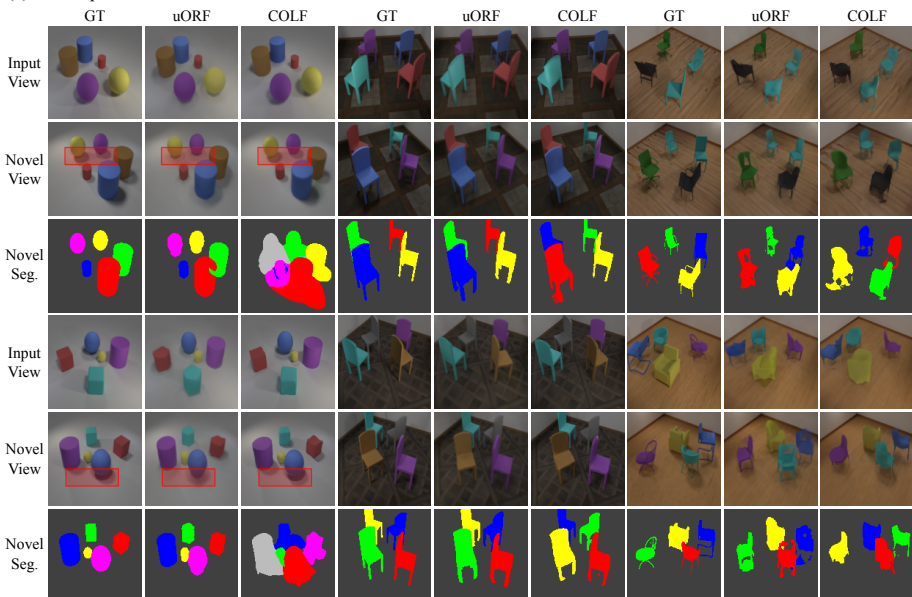 GT uORF COLF GT uORF COLF GT uORF COLF
Input
View
Novel
View
Novel
Seg.
Input
View
Novel
View
Novel
Seg.